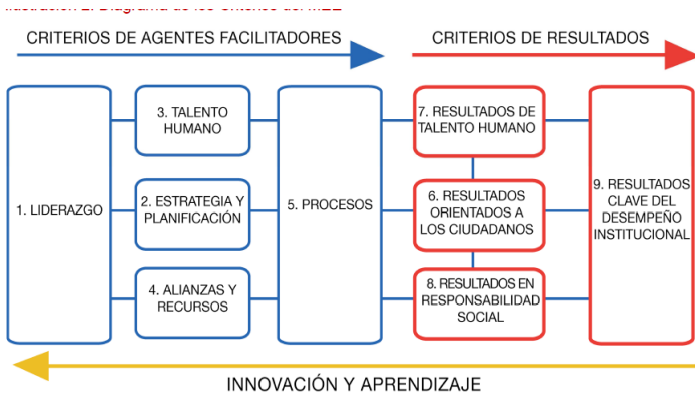 CRITERIOS DE AGENTES FACILITADORES
CRITERIOS DE RESULTADOS
1. LIDERAZGO
3. TALENTO
HUMANO
2. ESTRATEGIA Y
PLANIFICACIÓN
4. ALIANZAS Y
RECURSOS
5. PROCESOS
7. RESULTADOS DE
TALENTO HUMANO
6. RESULTADOS
ORIENTADOS A
LOS CIUDADANOS
8. RESULTADOS EN
RESPONSABILIDAD
SOCIAL
9. RESULTADOS
CLAVE DEL
DESEMPEÑO
INSTITUCIONAL
INNOVACIÓN Y APRENDIZAJE